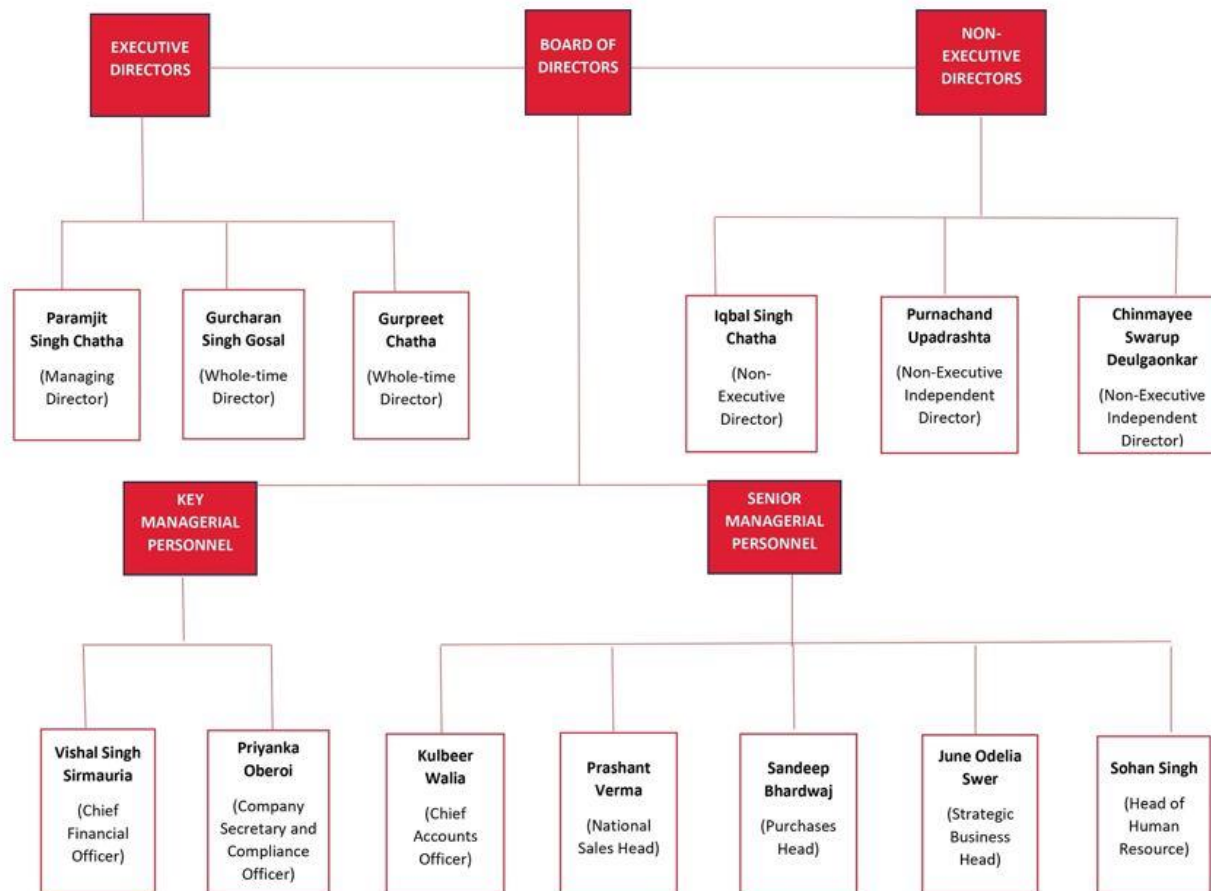 EXECUTIVE
DIRECTORS
BOARD OF
DIRECTORS
NON-
EXECUTIVE
DIRECTORS
Paramjit
Singh Chatha
(Managing
Director)
Gurcharan
Singh Gosal
(Whole-time
Director)
Gurpreet
Chatha
(Whole-time
Director)
Iqbal Singh
Chatha
(Non-
Executive
Director)
Purnachand
Upadrashta
(Non-Executive
Independent
Director)
Chinmayee
Swarup
Deulgaonkar
(Non-Executive
Independent
Director)
KEY
MANAGERIAL
PERSONNEL
SENIOR
MANAGERIAL
PERSONNEL
Vishal Singh
Sirmauria
(Chief
Financial
Officer)
Priyanka
Oberoi
(Company
Secretary and
Compliance
Officer)
Kulbeer
Walia
(Chief
Accounts
Officer)
Prashant
Verma
(National
Sales Head)
Sandeep
Bhardwaj
(Purchases
Head)
June Odelia
Swer
(Strategic
Business
Head)
Sohan Singh
(Head of
Human
Resource)